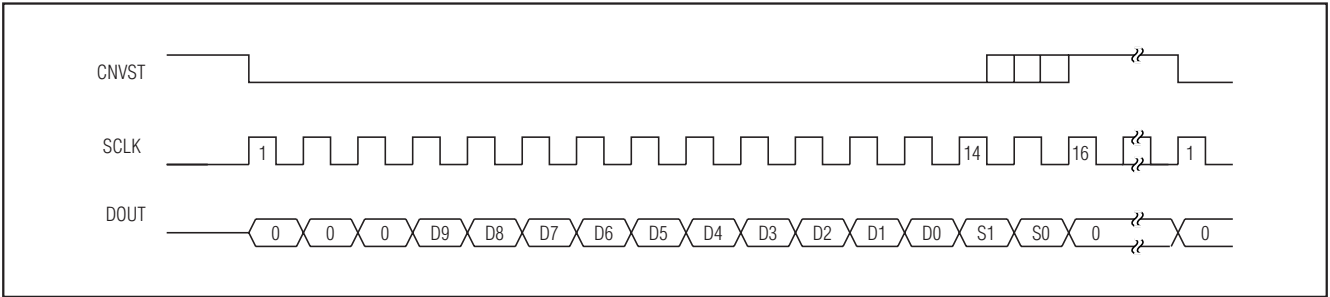 CNVST
SCLK 1 14 16 1
DOUT 0 0 0 D9 D8 D7 D6 D5 D4 D3 D2 D1 D0 S1 S0 0 0